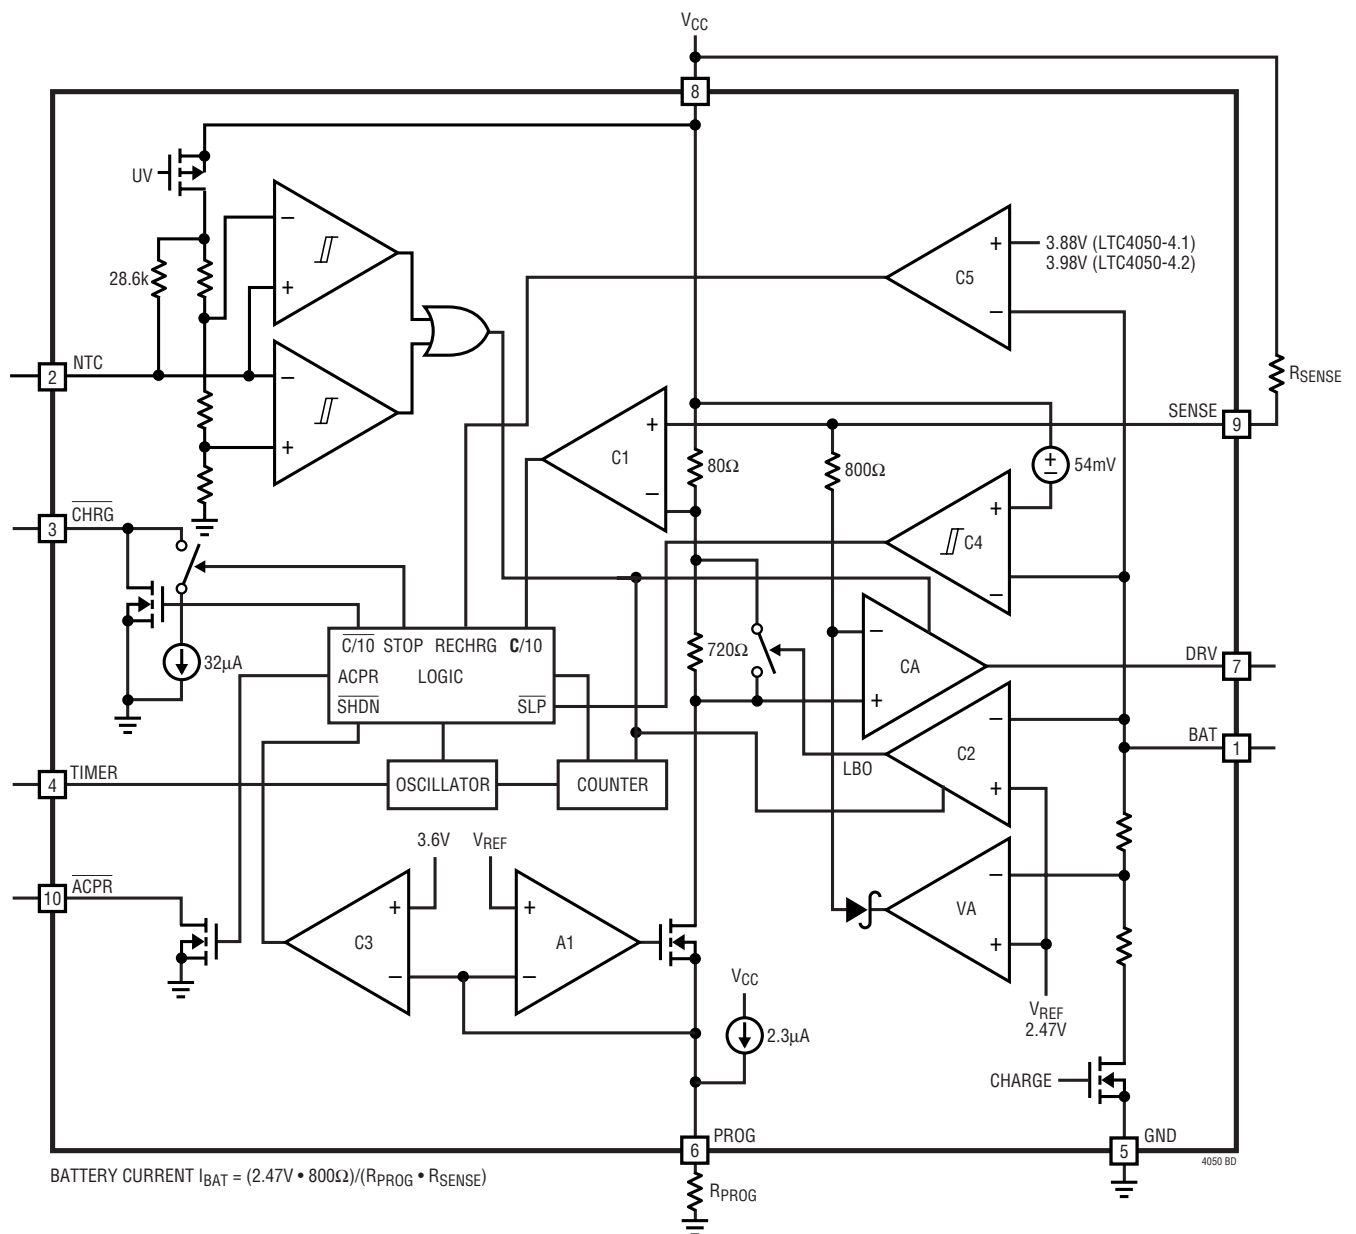 VCC
8
UV
28.6k
3.88V (LTC4050-4.1)
3.98V (LTC4050-4.2)
C5
+
−
−
+
−
+
2
NTC
RSENSE
SENSE
9
C1
+
−
80Ω
800Ω
+
−
54mV
C4
+
−
3
CHRG
32µA
C/10 STOP RECHRG C/10
ACPR LOGIC
SHDN SLP
720Ω
CA
−
+
DRV
7
C2
−
+
LBO
BAT
1
4
TIMER
OSCILLATOR
COUNTER
3.6V
VREF
10
ACPR
C3
+
−
A1
+
−
VA
−
+
VREF
2.47V
VCC
2.3µA
CHARGE
6
PROG
5
GND
4050 BD
BATTERY CURRENT IBAT = (2.47V • 800Ω)/(RPROG • RSENSE)
RPROG